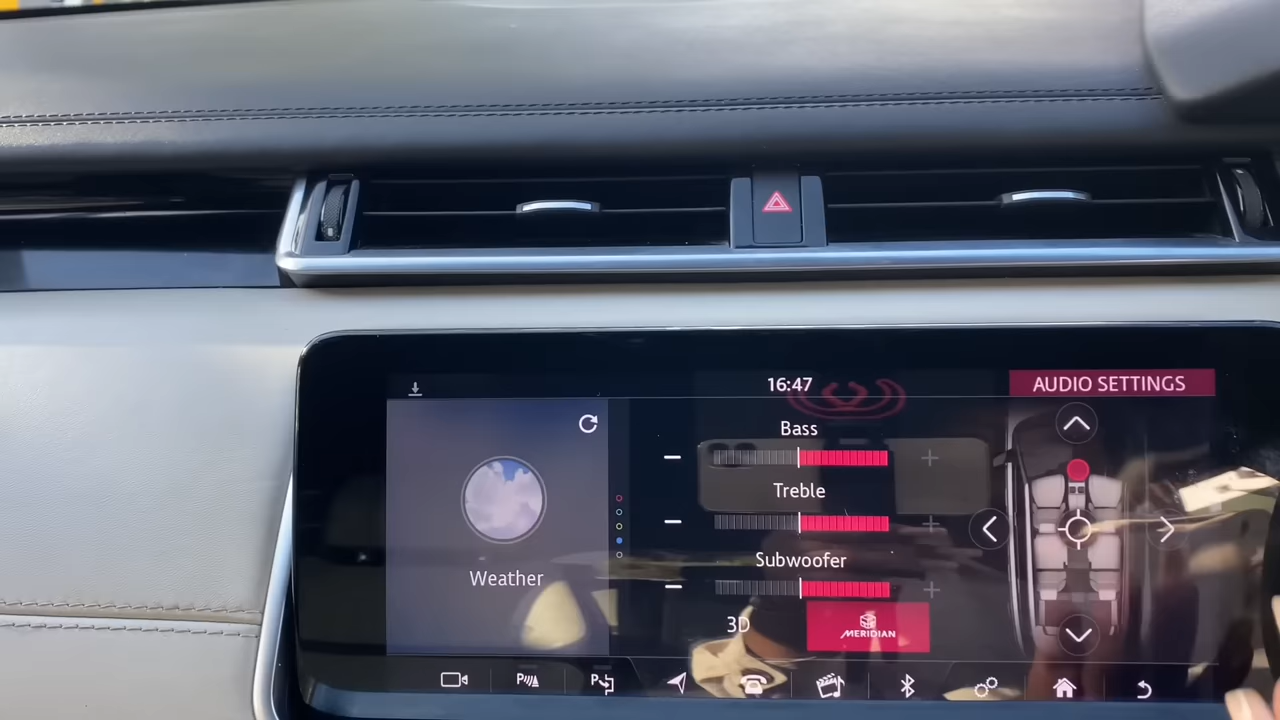 16:47
AUDIO SETTINGS
Bass
Treble
Weather
Subwoofer
3D
MERIDIAN
P
P